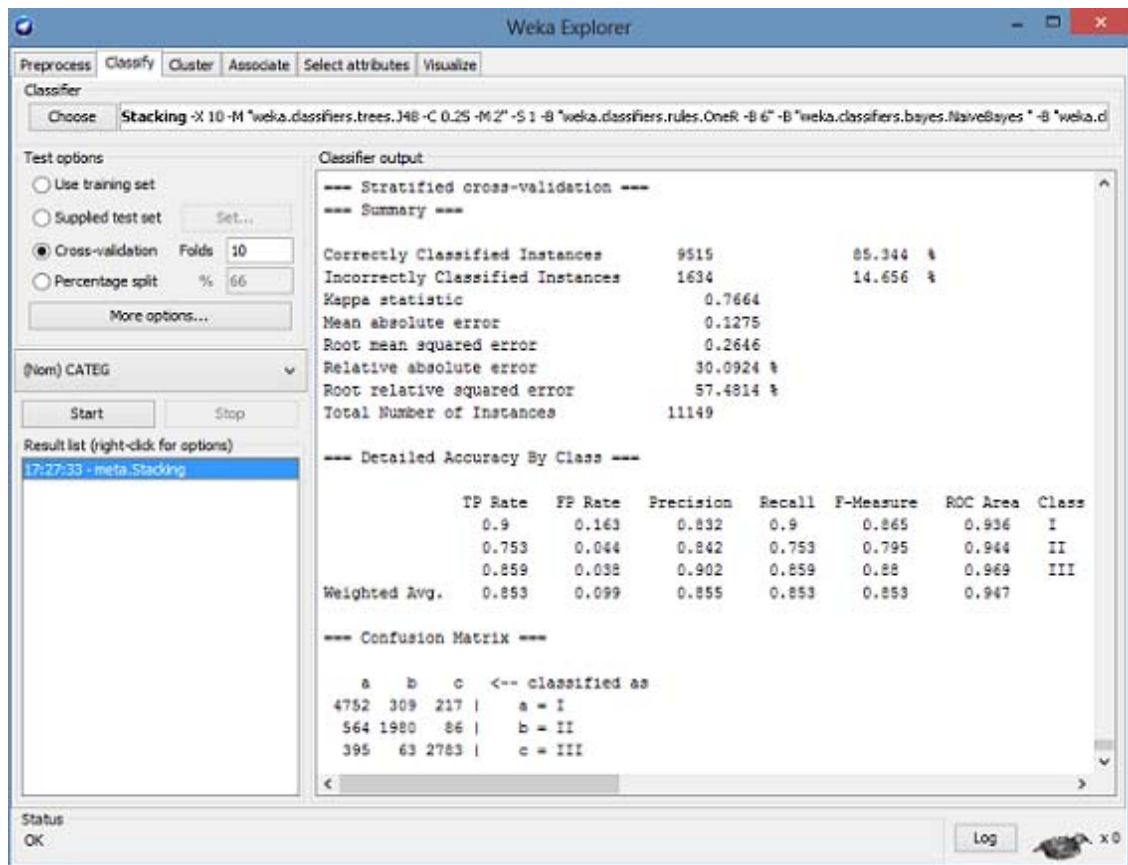 Weka Explorer
Preprocess Classify Cluster Associate Select attributes Visualize
Classifier
Choose Stacking -X 10 -M "weka.classifiers.trees.J48 -C 0.25 -M 2" -S 1 -B "weka.classifiers.rules.OneR -B 6" -B "weka.classifiers.bayes.NaiveBayes " -B "weka.cl
Test options
Use training set
Supplied test set Set...
Cross-validation Folds 10
Percentage split % 66
More options...
(Nom) CATEG
Start Stop
Result list (right-click for options)
17:27:33 - meta.Stacking
Classifier output
=== Stratified cross-validation ===
=== Summary ===
Correctly Classified Instances 9515 85.344 %
Incorrectly Classified Instances 1634 14.656 %
Kappa statistic 0.7664
Mean absolute error 0.1275
Root mean squared error 0.2646
Relative absolute error 30.0924 %
Root relative squared error 57.4814 %
Total Number of Instances 11149
=== Detailed Accuracy By Class ===
TP Rate FP Rate Precision Recall F-Measure ROC Area Class
0.9 0.163 0.832 0.9 0.865 0.936 I
0.753 0.044 0.842 0.753 0.795 0.944 II
0.859 0.038 0.902 0.859 0.88 0.969 III
Weighted Avg. 0.853 0.099 0.855 0.853 0.853 0.947
=== Confusion Matrix ===
a b c <-- classified as
4752 309 217 | a = I
564 1980 86 | b = II
395 63 2783 | c = III
Status
OK
Log x 0